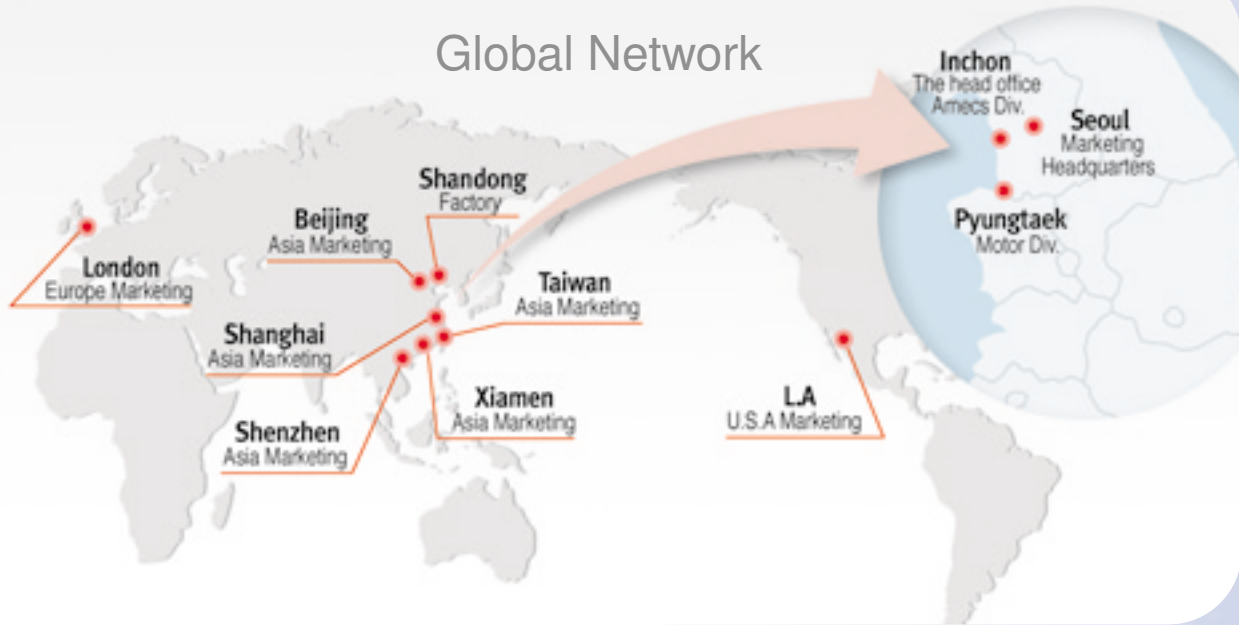 Global Network
Inchon
The head office
Amecs Div.
Seoul
Marketing
Headquarters
Pyungtaek
Motor Div.
Shandong
Factory
Beijing
Asia Marketing
London
Europe Marketing
Taiwan
Asia Marketing
Shanghai
Asia Marketing
Xiamen
Asia Marketing
L.A
U.S.A Marketing
Shenzhen
Asia Marketing